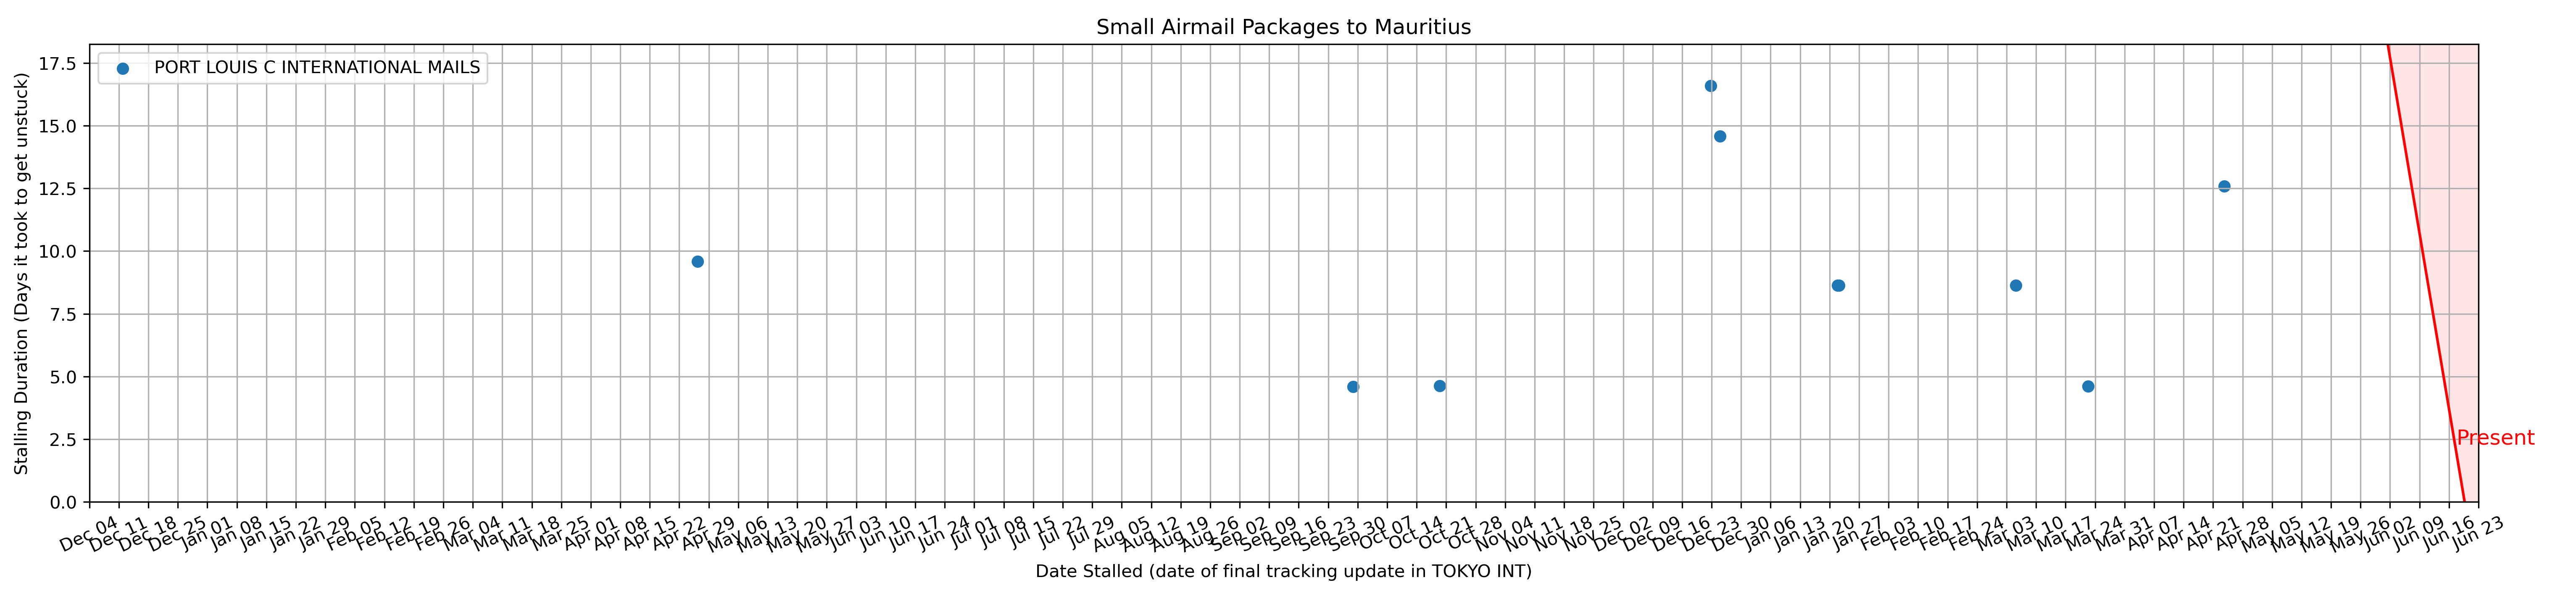 Small Airmail Packages to Mauritius
PORT LOUIS C INTERNATIONAL MAILS
Stalling Duration (Days it took to get unstuck)
17.5
15.0
12.5
10.0
7.5
5.0
2.5
0.0
Present
Dec 04 Dec 11 Dec 18 Dec 25 Jan 01 Jan 08 Jan 15 Jan 22 Jan 29 Feb 05 Feb 12 Feb 19 Feb 26 Mar 04 Mar 11 Mar 18 Mar 25 Apr 01 Apr 08 Apr 15 Apr 22 Apr 29 May 06 May 13 May 20 May 27 Jun 03 Jun 10 Jun 17 Jun 24 Jul 01 Jul 08 Jul 15 Jul 22 Jul 29 Aug 05 Aug 12 Aug 19 Aug 26 Sep 02 Sep 09 Sep 16 Sep 23 Sep 30 Oct 07 Oct 14 Oct 21 Oct 28 Nov 04 Nov 11 Nov 18 Nov 25 Dec 02 Dec 09 Dec 16 Dec 23 Dec 30 Jan 06 Jan 13 Jan 20 Jan 27 Feb 03 Feb 10 Feb 17 Feb 24 Mar 03 Mar 10 Mar 17 Mar 24 Mar 31 Apr 07 Apr 14 Apr 21 Apr 28 May 05 May 12 May 19 May 26 Jun 02 Jun 09 Jun 16 Jun 23
Date Stalled (date of final tracking update in TOKYO INT)